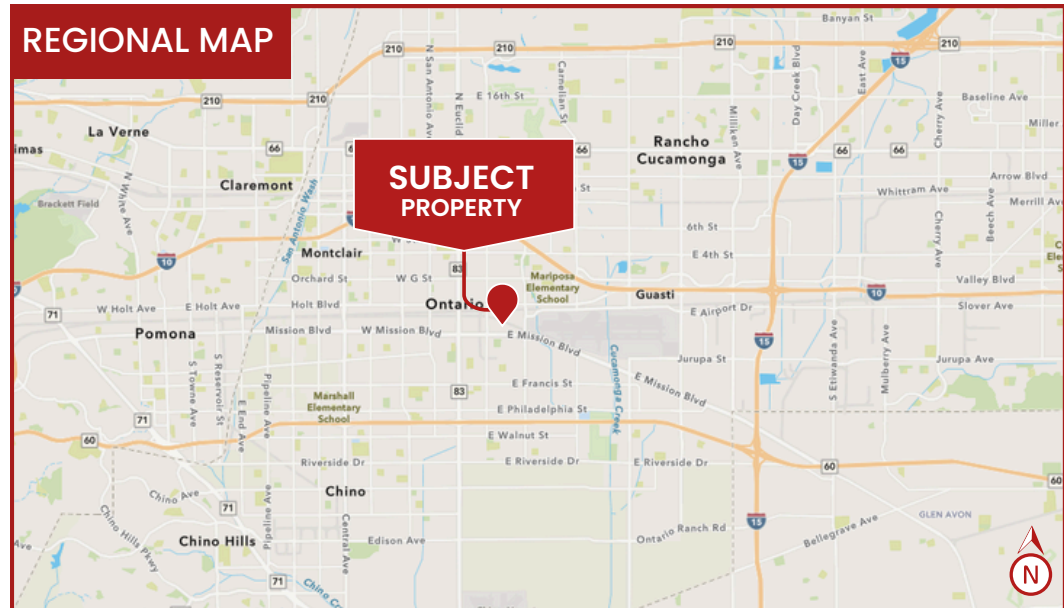 REGIONAL MAP
Banyan St
210
210
210
210
15
210
210
N San Antonio Ave
N Euclid
E 16th St
Carnelian St
Milliken Ave
Day Creek Blvd
East Ave
Cherry Ave
Baseline Ave
Miller
La Verne
66
66
66
66
Rancho
Cucamonga
15
SUBJECT
PROPERTY
Claremont
San Antonio Wash
N White Ave
Brackett Field
Arrow Blvd
Whittram Ave
Merrill Av
Beech Ave
Cherry Ave
6th St
E 4th St
Montclair
10
83
Orchard St
W G St
Mariposa
Elementary
School
Guasti
10
Valley Blvd
Slover Ave
Ontario
W Holt Ave
E Holt Ave
Holt Blvd
71
E Airport Dr
Pomona
Mission Blvd
W Mission Blvd
E Mission Blvd
15
Jurupa St
Jurupa Ave
S Etiwanda Ave
Mulberry Ave
S Towne Ave
S Reservoir St
E End Ave
Pipeline Ave
Cucamonga Creek
E Mission Blvd
83
E Francis St
Marshall
Elementary
School
E Philadelphia St
71
60
E Walnut St
Riverside Dr
E Riverside Dr
E Riverside Dr
60
60
Chino Ave
Chino
71
Pipeline Ave
Central Ave
Chino Hills Pkwy
Chino Hills
Edison Ave
Ontario Ranch Rd
15
Bellegrave Ave
GLEN AVON
71
Chino Cr
N